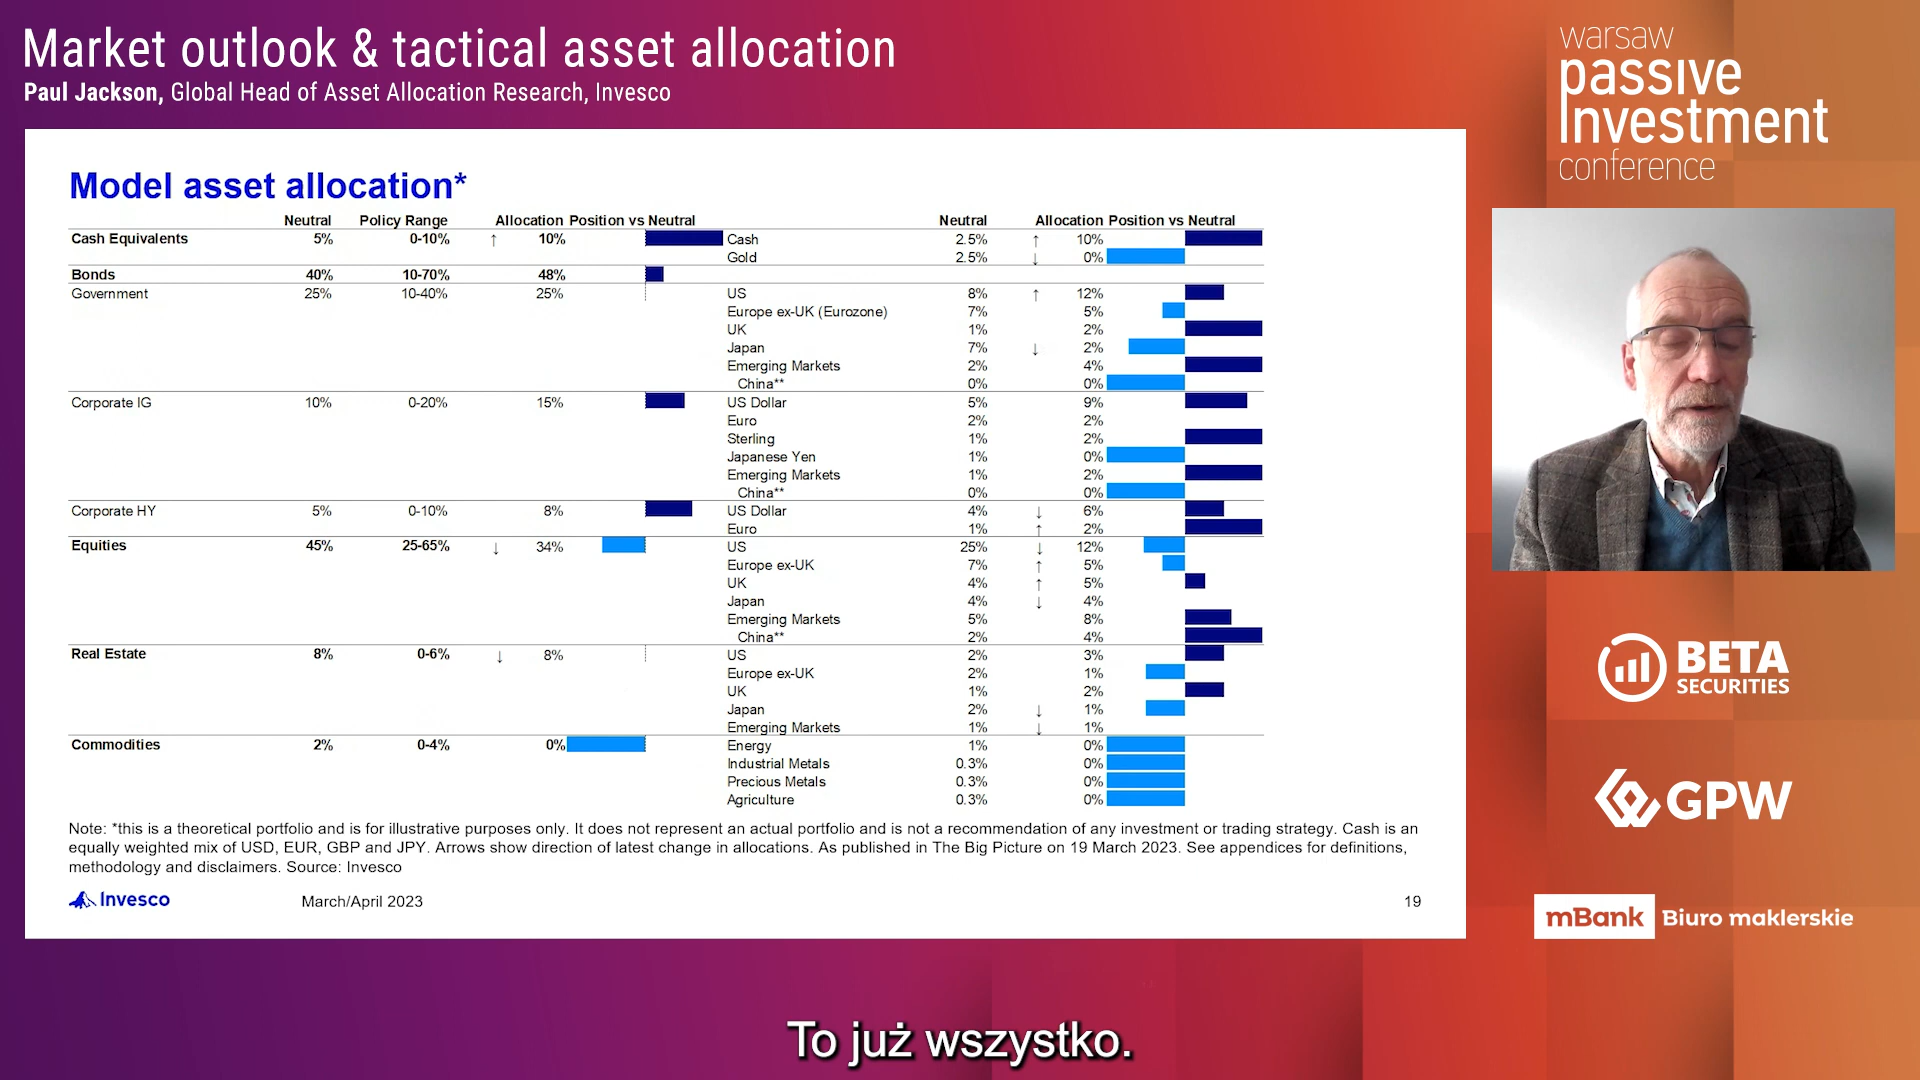 Market outlook & tactical asset allocation
Paul Jackson, Global Head of Asset Allocation Research, Invesco
warsaw
passive
Investment
conference
Model asset allocation*
Neutral Policy Range Allocation Position vs Neutral Neutral Allocation Position vs Neutral
Cash Equivalents 5% 0-10% ↑ 10% Cash 2.5% ↑ 10%
Gold 2.5% ↓ 0%
Bonds 40% 10-70% 48%
Government 25% 10-40% 25% US 8% ↑ 12%
Europe ex-UK (Eurozone) 7% 5%
UK 1% 2%
Japan 7% ↓ 2%
Emerging Markets 2% 4%
China** 0% 0%
Corporate IG 10% 0-20% 15% US Dollar 5% 9%
Euro 2% 2%
Sterling 1% 2%
Japanese Yen 1% 0%
Emerging Markets 1% 2%
China** 0% 0%
Corporate HY 5% 0-10% 8% US Dollar 4% ↓ 6%
Euro 1% ↑ 2%
Equities 45% 25-65% ↓ 34% US 25% ↓ 12%
Europe ex-UK 7% ↑ 5%
UK 4% ↑ 5%
Japan 4% ↓ 4%
Emerging Markets 5% 8%
China** 2% 4%
Real Estate 8% 0-6% ↓ 8% US 2% 3%
Europe ex-UK 2% 1%
UK 1% 2%
Japan 2% ↓ 1%
Emerging Markets 1% ↓ 1%
Commodities 2% 0-4% 0% Energy 1% 0%
Industrial Metals 0.3% 0%
Precious Metals 0.3% 0%
Agriculture 0.3% 0%
Note: *this is a theoretical portfolio and is for illustrative purposes only. It does not represent an actual portfolio and is not a recommendation of any investment or trading strategy. Cash is an
equally weighted mix of USD, EUR, GBP and JPY. Arrows show direction of latest change in allocations. As published in The Big Picture on 19 March 2023. See appendices for definitions,
methodology and disclaimers. Source: Invesco
Invesco March/April 2023 19
BETA
SECURITIES
GPW
mBank Biuro maklerskie
To już wszystko.